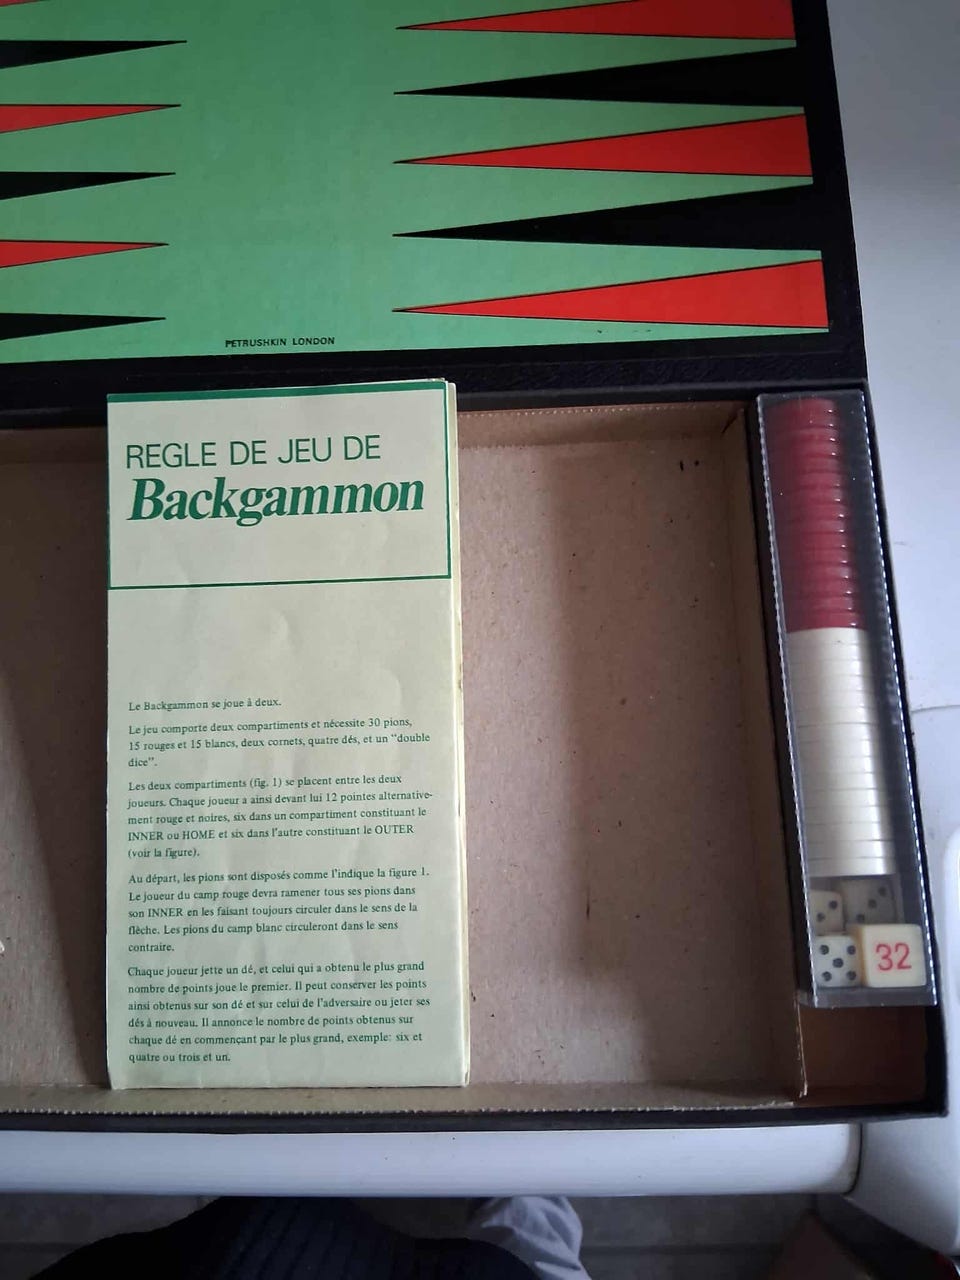 PETRUSHKIN LONDON
REGLE DE JEU DE
Backgammon
Le Backgammon se joue à deux.
Le jeu comporte deux compartiments et nécessite 30 pions,
15 rouges et 15 blancs, deux cornets, quatre dés, et un "double
dice".
Les deux compartiments (fig. 1) se placent entre les deux
joueurs. Chaque joueur a ainsi devant lui 12 pointes alternative-
ment rouge et noires, six dans un compartiment constituant le
INNER ou HOME et six dans l'autre constituant le OUTER
(voir la figure).
Au départ, les pions sont disposés comme l'indique la figure 1.
Le joueur du camp rouge devra ramener tous ses pions dans
son INNER en les faisant toujours circuler dans le sens de la
flèche. Les pions du camp blanc circuleront dans le sens
contraire.
Chaque joueur jette un dé, et celui qui a obtenu le plus grand
nombre de points joue le premier. Il peut conserver les points
ainsi obtenus sur son dé et sur celui de l'adversaire ou jeter ses
dés à nouveau. Il annonce le nombre de points obtenus sur
chaque dé en commençant par le plus grand, exemple: six et
quatre ou trois et un.
32